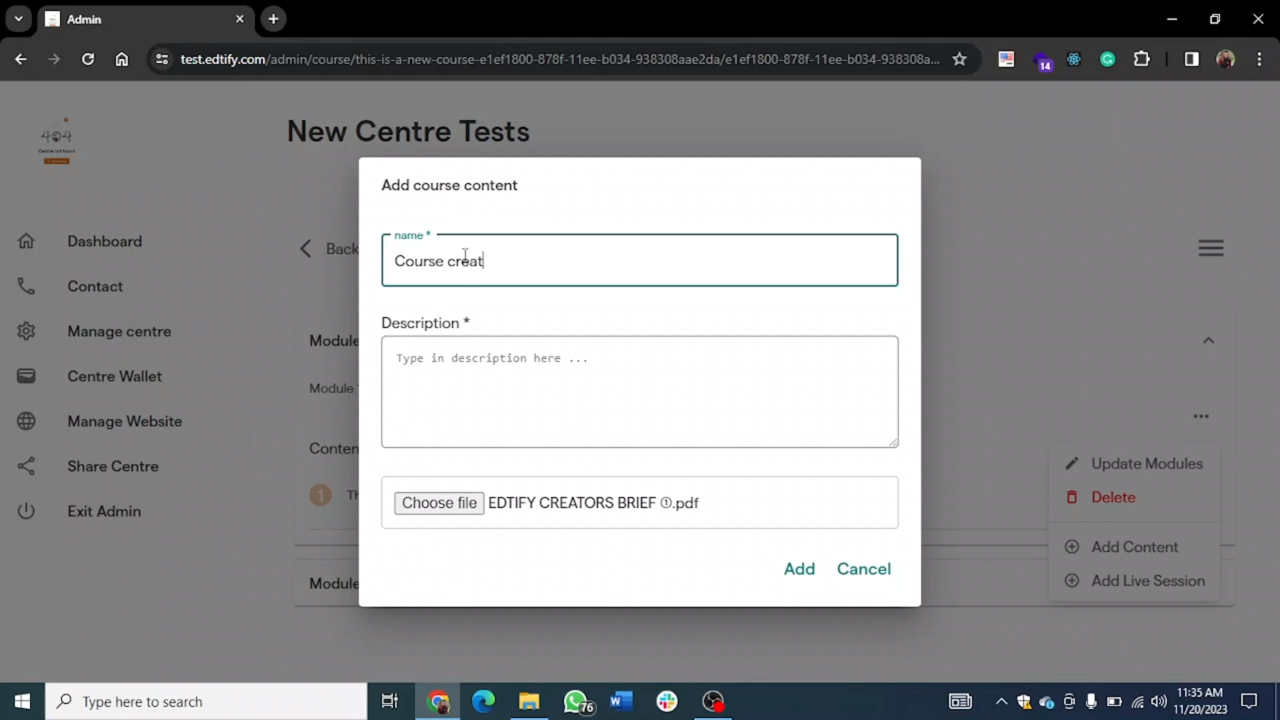 Admin
test.edtify.com/admin/course/this-is-a-new-course-e1ef1800-878f-11ee-b034-938308aae2da/e1ef1800-878f-11ee-b034-938308a...
14
404
New Centre Tests
Add course content
name *
Course creat
Dashboard
Back
Contact
Description *
Manage centre
Module
Type in description here ...
Centre Wallet
Module
Manage Website
Conten
Update Modules
Share Centre
1 Th
Delete
Choose file EDTIFY CREATORS BRIEF ①.pdf
Exit Admin
Add Content
Add Cancel
Module
Add Live Session
Type here to search
76
11:35 AM
11/20/2023